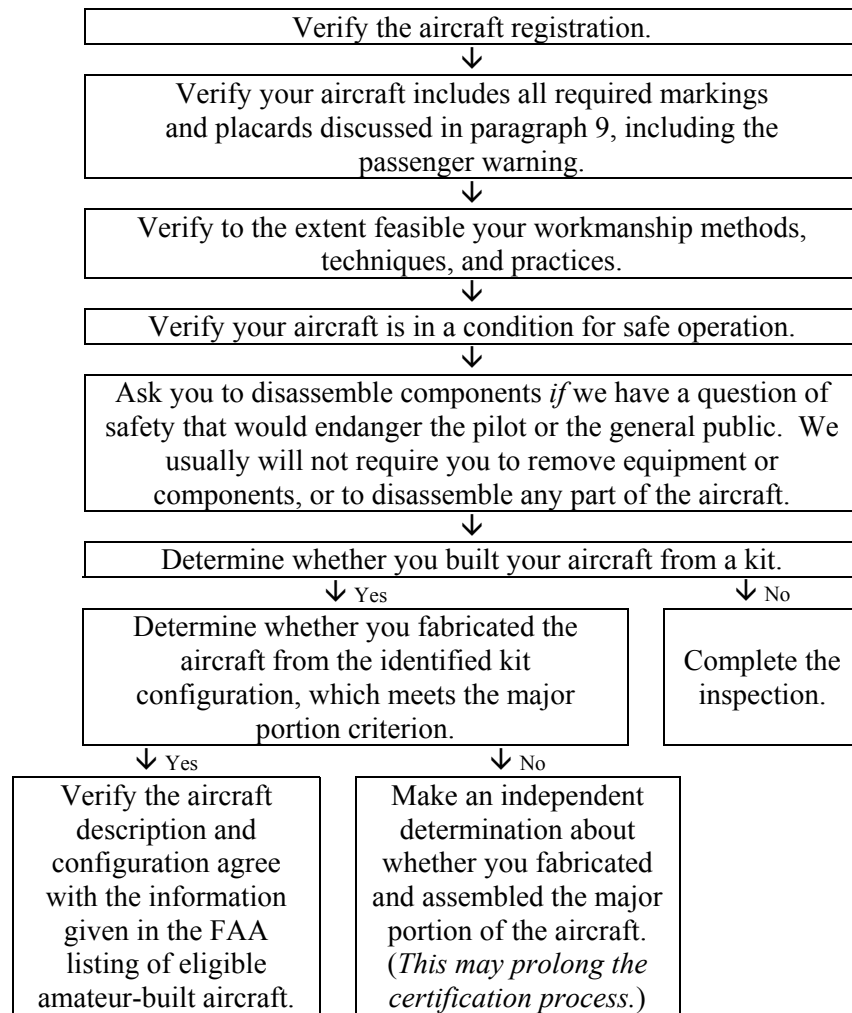 Verify the aircraft registration.
Verify your aircraft includes all required markings
and placards discussed in paragraph 9, including the
passenger warning.
Verify to the extent feasible your workmanship methods,
techniques, and practices.
Verify your aircraft is in a condition for safe operation.
Ask you to disassemble components if we have a question of
safety that would endanger the pilot or the general public. We
usually will not require you to remove equipment or
components, or to disassemble any part of the aircraft.
Determine whether you built your aircraft from a kit.
Yes
No
Determine whether you fabricated the
aircraft from the identified kit
configuration, which meets the major
portion criterion.
Complete the
inspection.
Yes
No
Verify the aircraft
description and
configuration agree
with the information
given in the FAA
listing of eligible
amateur-built aircraft.
Make an independent
determination about
whether you fabricated
and assembled the major
portion of the aircraft.
(This may prolong the
certification process.)